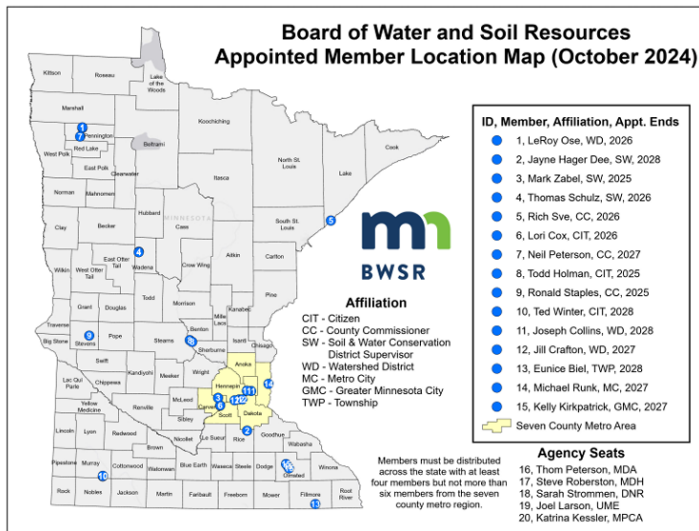 Board of Water and Soil Resources
Appointed Member Location Map (October 2024)
Kittson
Roseau
Lake
of the
Woods
Marshall
Koochiching
1
7
Pennington
Red Lake
Beltrami
West Polk
East Polk
Clearwater
North St.
Louis
Lake
Cook
Itasca
Norman
Mahnomen
Hubbard
MINNESOTA
Cass
South St.
Louis
5
Clay
Becker
4
Wadena
Crow Wing
Aitkin
Carlton
Wilkin
West Otter
Tail
East Otter
Tail
Todd
Morrison
Mille
Lacs
Kanabec
Pine
Grant
Douglas
Traverse
Big Stone
9
Stevens
Pope
Stearns
Benton
8
Sherburne
Isanti
Chisago
Swift
Kandiyohi
Meeker
Wright
Anoka
Lac Qui
Parle
Chippewa
Hennepin
14
McLeod
Carver
3
6
Scott
Dakota
Yellow
Medicine
Renville
Sibley
Lincoln
Lyon
Redwood
Brown
Nicollet
Le Sueur
Rice
2
Goodhue
Wabasha
Pipestone
Murray
Cottonwood
Watonwan
Blue Earth
Waseca
Steele
Dodge
Olmsted
Winona
10
Rock
Nobles
Jackson
Martin
Faribault
Freeborn
Mower
Fillmore
13
Root
River
mn
BWSR
Affiliation
CIT - Citizen
CC - County Commissioner
SW - Soil & Water Conservation
District Supervisor
WD - Watershed District
MC - Metro City
GMC - Greater Minnesota City
TWP - Township
Members must be distributed
across the state with at least
four members but not more than
six members from the seven
county metro region.
ID, Member, Affiliation, Appt. Ends
1, LeRoy Ose, WD, 2026
2, Jayne Hager Dee, SW, 2028
3, Mark Zabel, SW, 2025
4, Thomas Schulz, SW, 2026
5, Rich Sve, CC, 2026
6, Lori Cox, CIT, 2026
7, Neil Peterson, CC, 2027
8, Todd Holman, CIT, 2025
9, Ronald Staples, CC, 2025
10, Ted Winter, CIT, 2028
11, Joseph Collins, WD, 2028
12, Jill Crafton, WD, 2027
13, Eunice Biel, TWP, 2028
14, Michael Runk, MC, 2027
15, Kelly Kirkpatrick, GMC, 2027
Seven County Metro Area
Agency Seats
16, Thom Peterson, MDA
17, Steve Roberston, MDH
18, Sarah Strommen, DNR
19, Joel Larson, UME
20, Katrina Kessler, MPCA